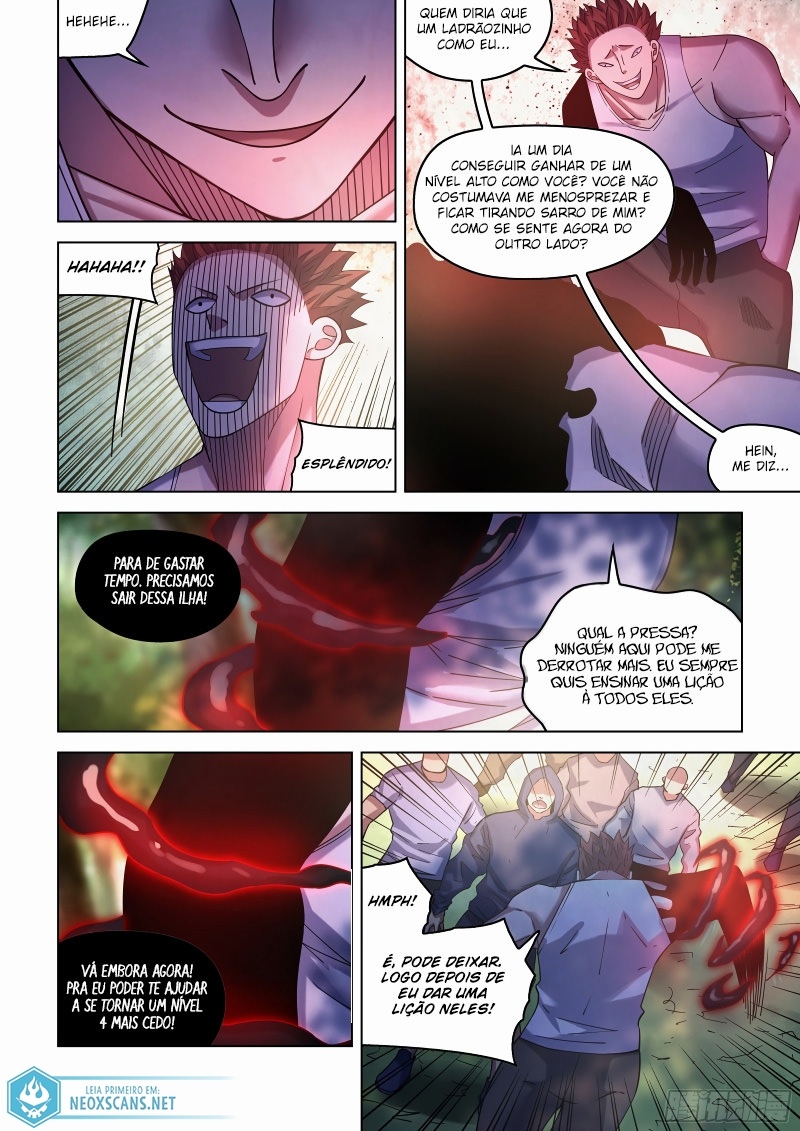 HEHEHE...
QUEM DIRIA QUE
UM LADRÃOZINHO
COMO EU...
IA UM DIA
CONSEGUIR GANHAR DE UM
NÍVEL ALTO COMO VOCÊ? VOCÊ NÃO
COSTUMAVA ME MENOSPREZAR E
FICAR TIRANDO SARRO DE MIM?
COMO SE SENTE AGORA DO
OUTRO LADO?
HEIN,
ME DIZ...
HAHAHA!!
ESPLÊNDIDO!
PARA DE GASTAR
TEMPO. PRECISAMOS
SAIR DESSA ILHA!
QUAL A PRESSA?
NINGUÉM AQUI PODE ME
DERROTAR MAIS. EU SEMPRE
QUIS ENSINAR UMA LIÇÃO
À TODOS ELES.
VÁ EMBORA AGORA!
PRA EU PODER TE AJUDAR
A SE TORNAR UM NÍVEL
4 MAIS CEDO!
HMPH!
É, PODE DEIXAR.
LOGO DEPOIS DE
EU DAR UMA
LIÇÃO NELES!
LEIA PRIMEIRO EM:
NEOXSCANS.NET
腾讯动漫